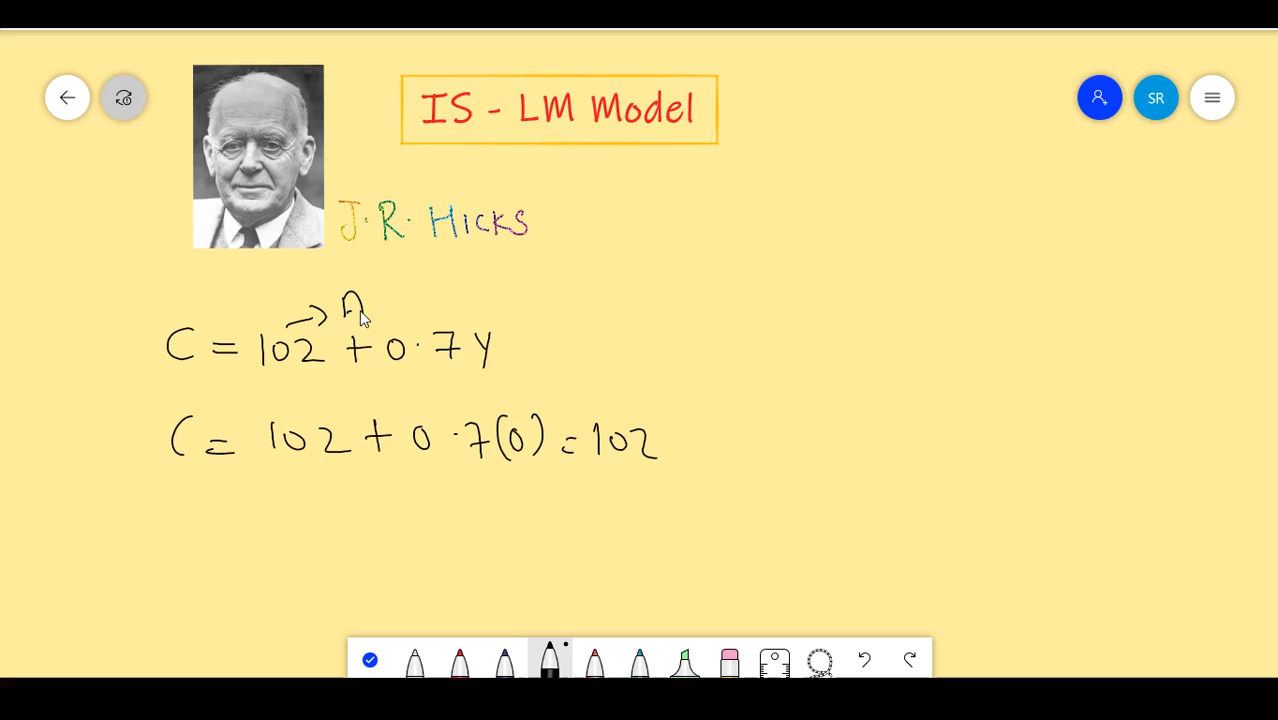 IS - LM Model
SR
J. R. HICKS
→ A
C = 102 + 0.7Y
C = 102 + 0.7(0) = 102